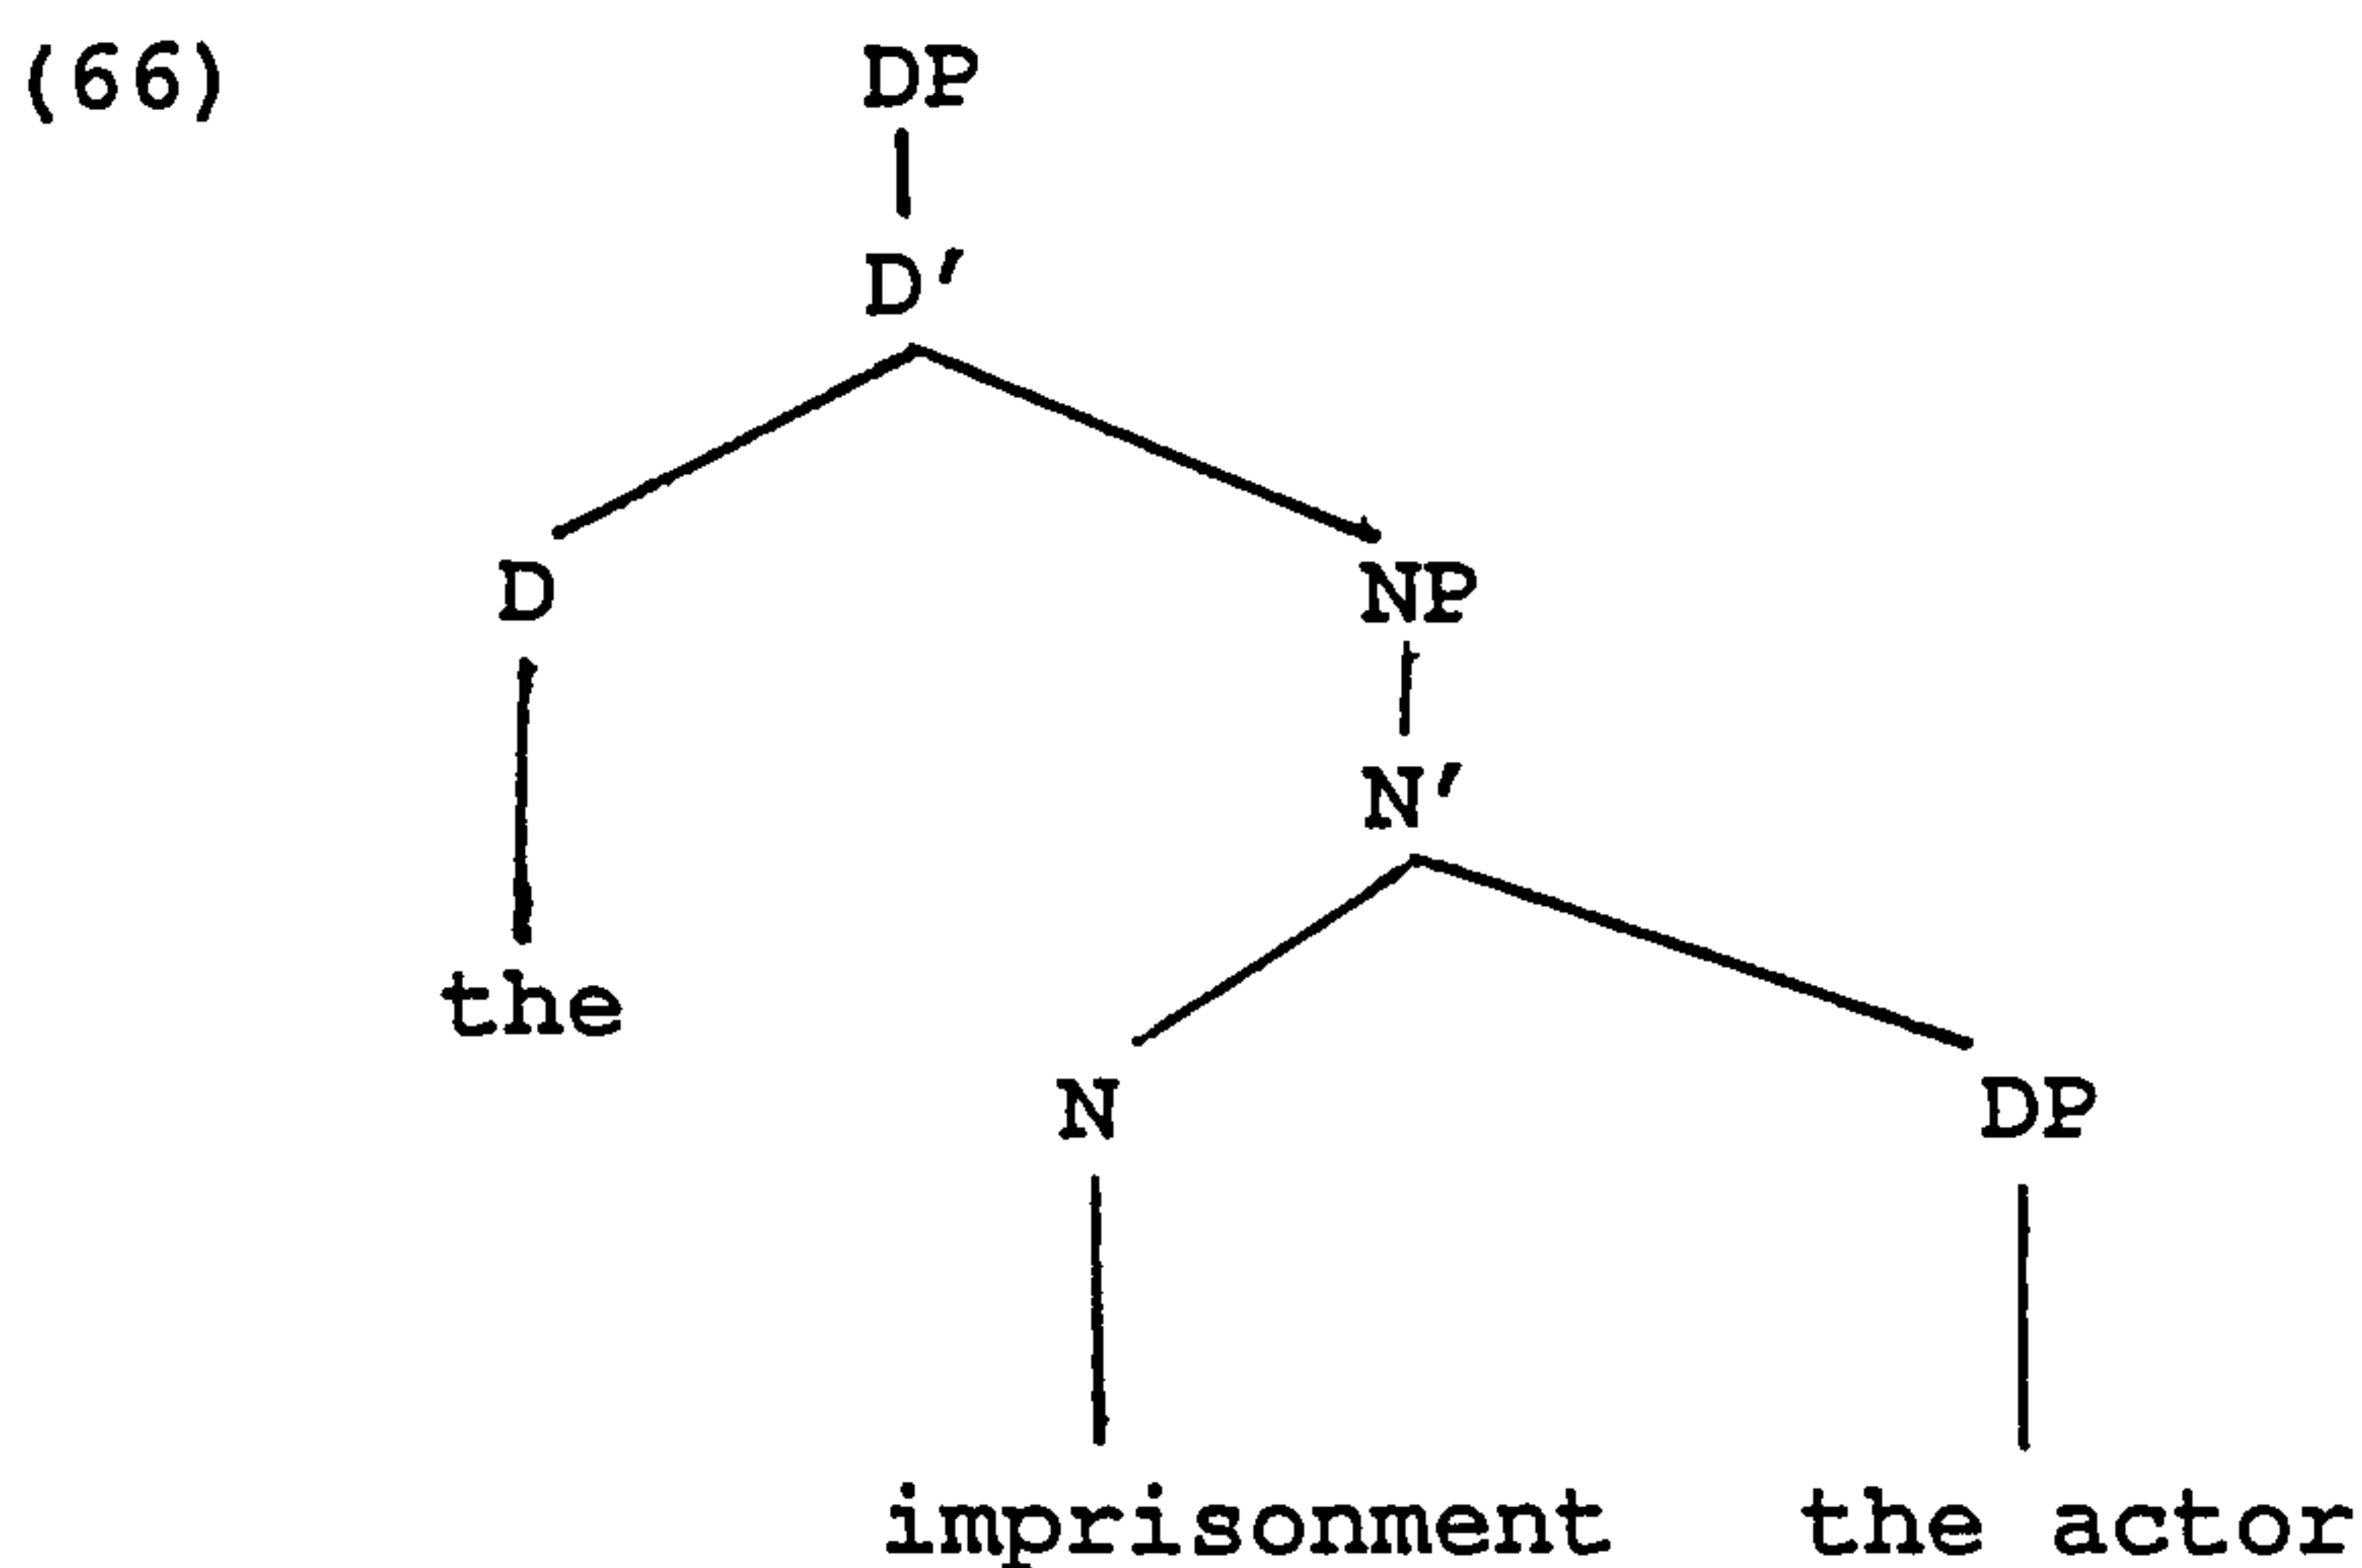 (66) DP
D'
D NP
N'
the
N DP
imprisonment the actor